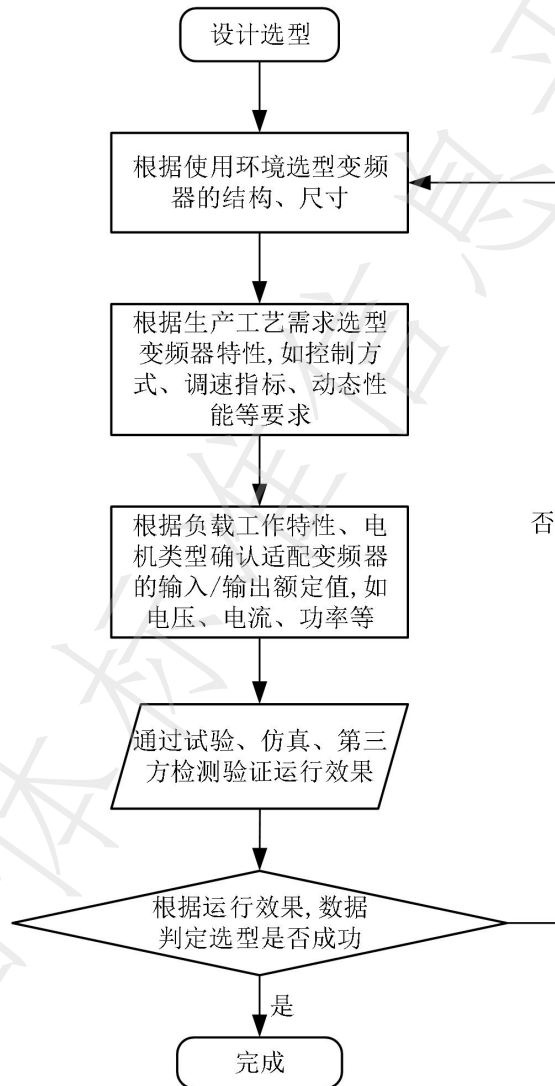 设计选型
根据使用环境选型变频
器的结构、尺寸
根据生产工艺需求选型
变频器特性,如控制方
式、调速指标、动态性
能等要求
根据负载工作特性、电
机类型确认适配变频器
的输入/输出额定值,如
电压、电流、功率等
否
通过试验、仿真、第三
方检测验证运行效果
根据运行效果,数据
判定选型是否成功
是
完成
体标准信息